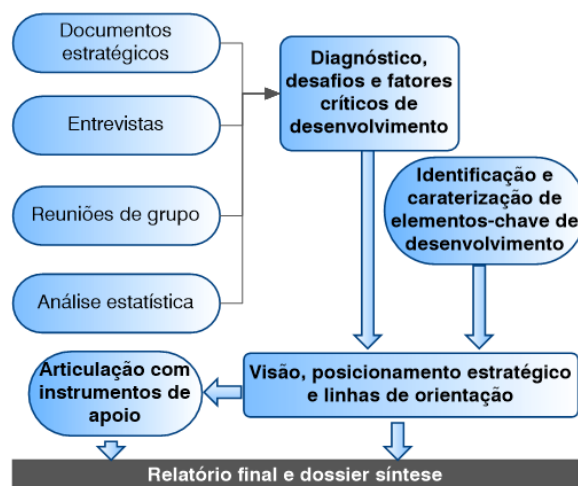 Documentos
estratégicos
Entrevistas
Reuniões de grupo
Análise estatística
Diagnóstico,
desafios e fatores
críticos de
desenvolvimento
Identificação e
caraterização de
elementos-chave de
desenvolvimento
Visão, posicionamento estratégico
e linhas de orientação
Articulação com
instrumentos de
apoio
Relatório final e dossier síntese